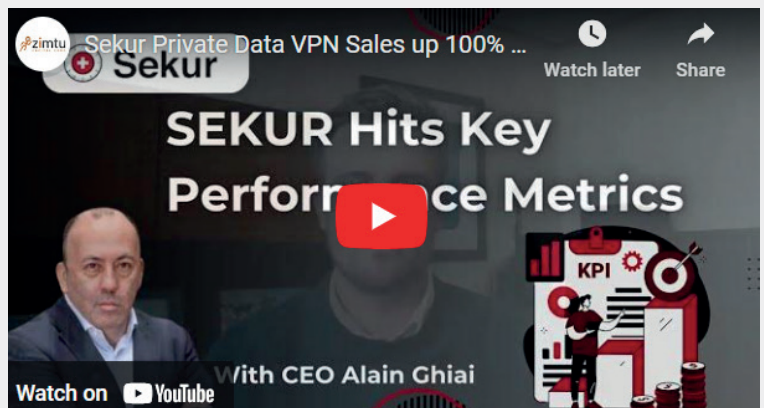 zimtu
Sekur Private Data VPN Sales up 100% ...
Watch later
Share
Sekur
SEKUR Hits Key
Performance Metrics
KPI
With CEO Alain Ghiai
Watch on YouTube